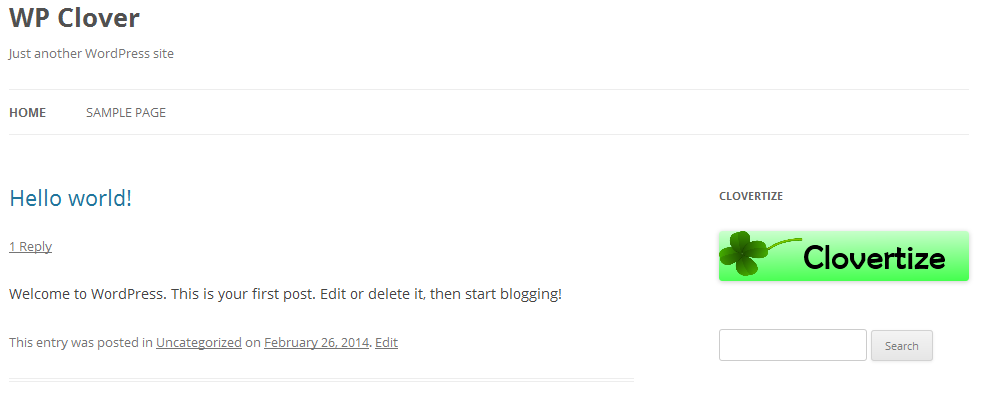 WP Clover
Just another WordPress site
HOME SAMPLE PAGE
Hello world!
1 Reply
Welcome to WordPress. This is your first post. Edit or delete it, then start blogging!
This entry was posted in Uncategorized on February 26, 2014. Edit
CLOVERTIZE
Clovertize
Search